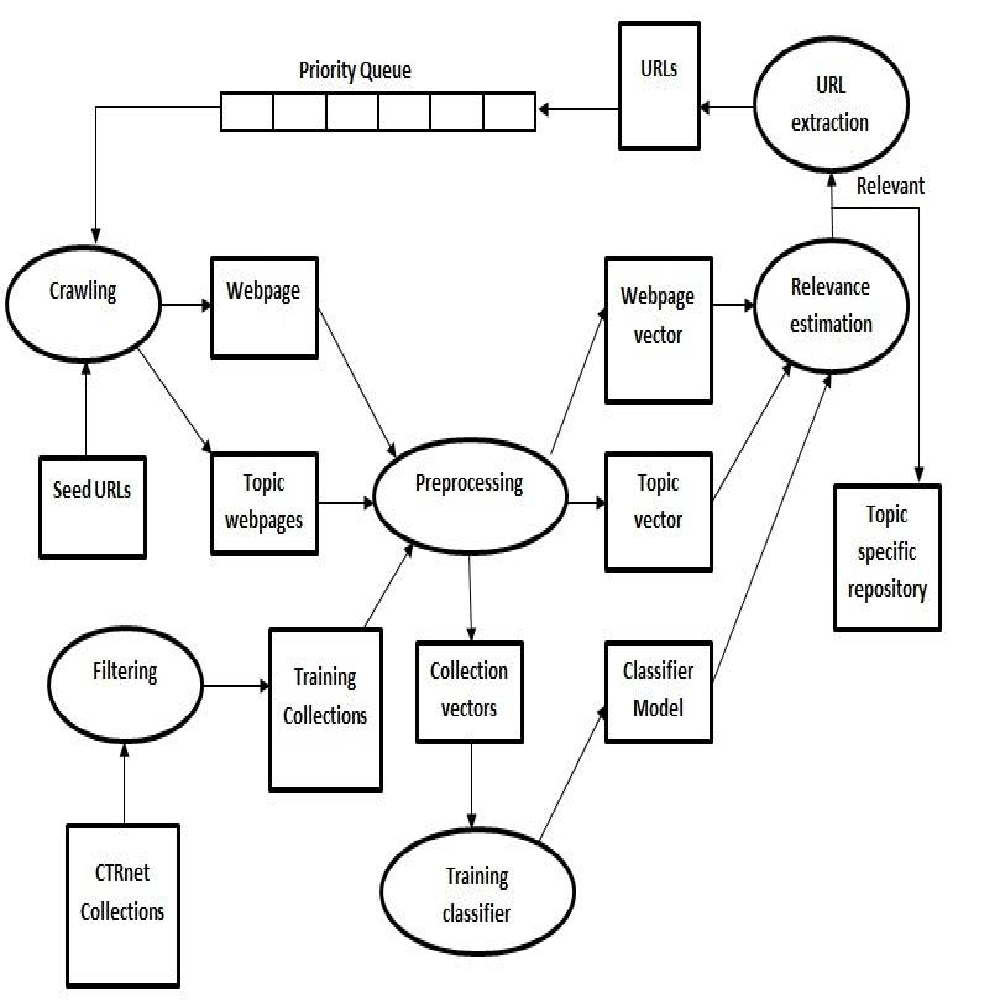 Priority Queue
URLs
URL
extraction
Relevant
Crawling
Webpage
Webpage
vector
Relevance
estimation
Seed URLs
Topic
webpages
Preprocessing
Topic
vector
Topic
specific
repository
Filtering
Training
Collections
Collection
vectors
Classifier
Model
CTRnet
Collections
Training
classifier